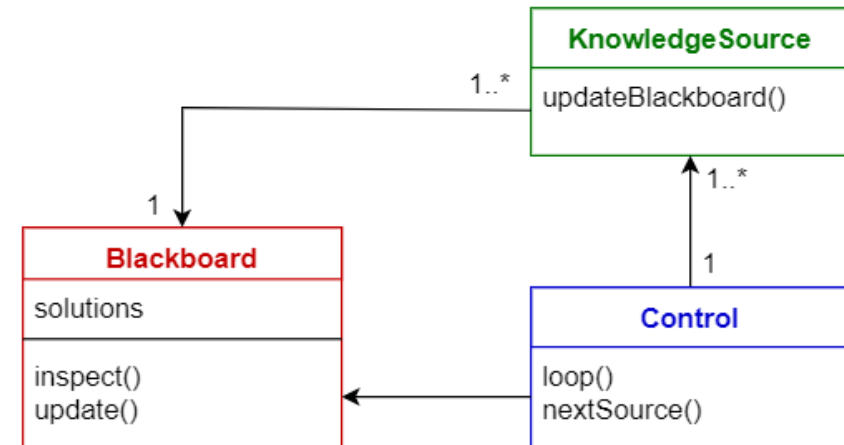 KnowledgeSource
1..*
updateBlackboard()
1..*
1
1
Blackboard
solutions
inspect()
update()
Control
loop()
nextSource()